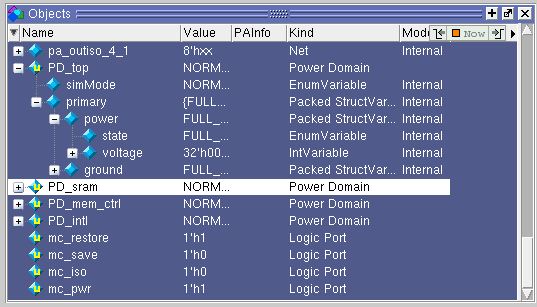 Objects
Name Value PAInfo Kind Mode Now
pa_outiso_4_1 8'hxx Net Internal
PD_top NORM... Power Domain
simMode NORM... EnumVariable Internal
primary {FULL_... Packed StructVar... Internal
power FULL_... Packed StructVar... Internal
state FULL_... EnumVariable Internal
voltage 32'h00... IntVariable Internal
ground FULL_... Packed StructVar... Internal
PD_sram NORM... Power Domain
PD_mem_ctrl NORM... Power Domain
PD_intl NORM... Power Domain
mc_restore 1'h1 Logic Port
mc_save 1'h0 Logic Port
mc_iso 1'h0 Logic Port
mc_pwr 1'h1 Logic Port